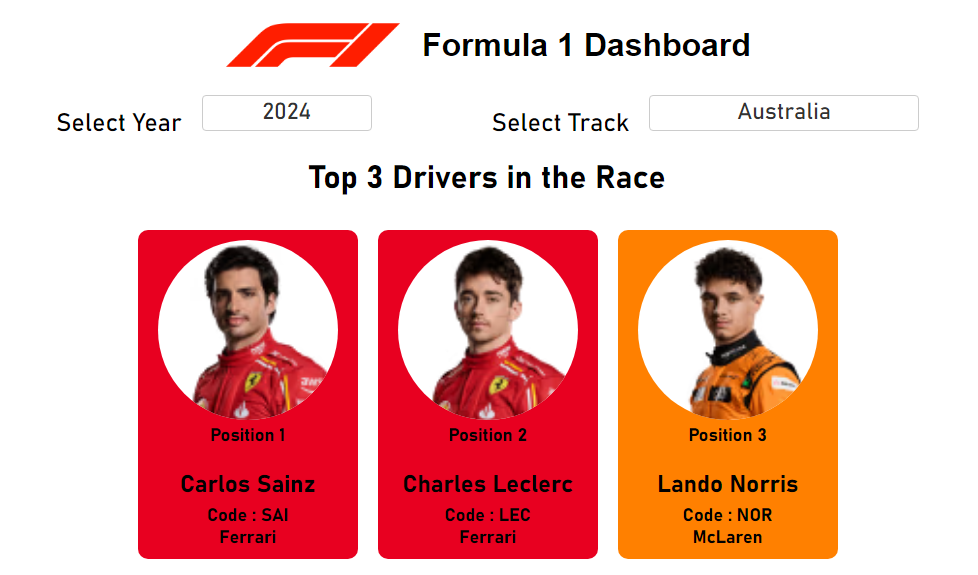 Formula 1 Dashboard
Select Year 2024 Select Track Australia
Top 3 Drivers in the Race
Position 1 Position 2 Position 3
Carlos Sainz Charles Leclerc Lando Norris
Code : SAI Code : LEC Code : NOR
Ferrari Ferrari McLaren